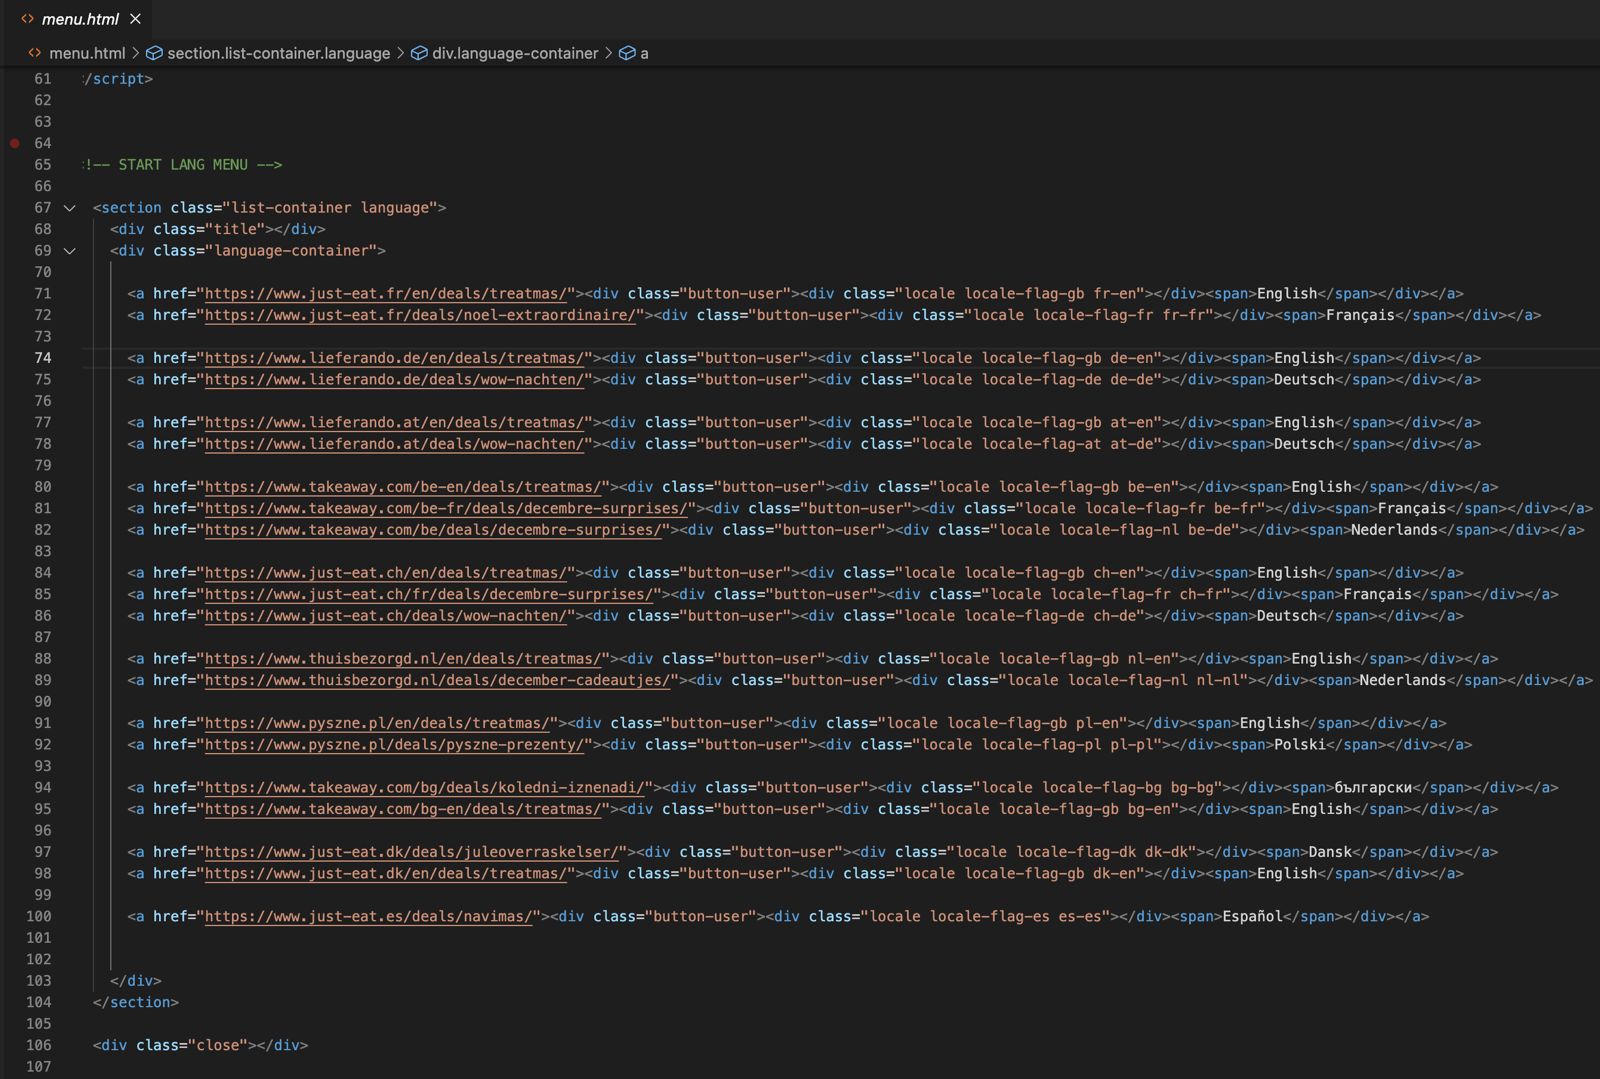 menu.html
menu.html > section.list-container.language > div.language-container > a
61 /script>
62
63
64
65 !-- START LANG MENU -->
66
67 <section class="list-container language">
68 <div class="title"></div>
69 <div class="language-container">
70
71 <a href="https://www.just-eat.fr/en/deals/treatmas/"><div class="button-user"><div class="locale locale-flag-gb fr-en"></div><span>English</span></div></a>
72 <a href="https://www.just-eat.fr/deals/noel-extraordinaire/"><div class="button-user"><div class="locale locale-flag-fr fr-fr"></div><span>Français</span></div></a>
73
74 <a href="https://www.lieferando.de/en/deals/treatmas/"><div class="button-user"><div class="locale locale-flag-gb de-en"></div><span>English</span></div></a>
75 <a href="https://www.lieferando.de/deals/wow-nachten/"><div class="button-user"><div class="locale locale-flag-de de-de"></div><span>Deutsch</span></div></a>
76
77 <a href="https://www.lieferando.at/en/deals/treatmas/"><div class="button-user"><div class="locale locale-flag-gb at-en"></div><span>English</span></div></a>
78 <a href="https://www.lieferando.at/deals/wow-nachten/"><div class="button-user"><div class="locale locale-flag-at at-de"></div><span>Deutsch</span></div></a>
79
80 <a href="https://www.takeaway.com/be-en/deals/treatmas/"><div class="button-user"><div class="locale locale-flag-gb be-en"></div><span>English</span></div></a>
81 <a href="https://www.takeaway.com/be-fr/deals/decembre-surprises/"><div class="button-user"><div class="locale locale-flag-fr be-fr"></div><span>Français</span></div></a>
82 <a href="https://www.takeaway.com/be/deals/decembre-surprises/"><div class="button-user"><div class="locale locale-flag-nl be-de"></div><span>Nederlands</span></div></a>
83
84 <a href="https://www.just-eat.ch/en/deals/treatmas/"><div class="button-user"><div class="locale locale-flag-gb ch-en"></div><span>English</span></div></a>
85 <a href="https://www.just-eat.ch/fr/deals/decembre-surprises/"><div class="button-user"><div class="locale locale-flag-fr ch-fr"></div><span>Français</span></div></a>
86 <a href="https://www.just-eat.ch/deals/wow-nachten/"><div class="button-user"><div class="locale locale-flag-de ch-de"></div><span>Deutsch</span></div></a>
87
88 <a href="https://www.thuisbezorgd.nl/en/deals/treatmas/"><div class="button-user"><div class="locale locale-flag-gb nl-en"></div><span>English</span></div></a>
89 <a href="https://www.thuisbezorgd.nl/deals/december-cadeautjes/"><div class="button-user"><div class="locale locale-flag-nl nl-nl"></div><span>Nederlands</span></div></a>
90
91 <a href="https://www.pyszne.pl/en/deals/treatmas/"><div class="button-user"><div class="locale locale-flag-gb pl-en"></div><span>English</span></div></a>
92 <a href="https://www.pyszne.pl/deals/pyszne-prezenty/"><div class="button-user"><div class="locale locale-flag-pl pl-pl"></div><span>Polski</span></div></a>
93
94 <a href="https://www.takeaway.com/bg/deals/koledni-iznenadi/"><div class="button-user"><div class="locale locale-flag-bg bg-bg"></div><span>български</span></div></a>
95 <a href="https://www.takeaway.com/bg-en/deals/treatmas/"><div class="button-user"><div class="locale locale-flag-gb bg-en"></div><span>English</span></div></a>
96
97 <a href="https://www.just-eat.dk/deals/juleoverraskelser/"><div class="button-user"><div class="locale locale-flag-dk dk-dk"></div><span>Dansk</span></div></a>
98 <a href="https://www.just-eat.dk/en/deals/treatmas/"><div class="button-user"><div class="locale locale-flag-gb dk-en"></div><span>English</span></div></a>
99
100 <a href="https://www.just-eat.es/deals/navimas/"><div class="button-user"><div class="locale locale-flag-es es-es"></div><span>Español</span></div></a>
101
102
103 </div>
104 </section>
105
106 <div class="close"></div>
107